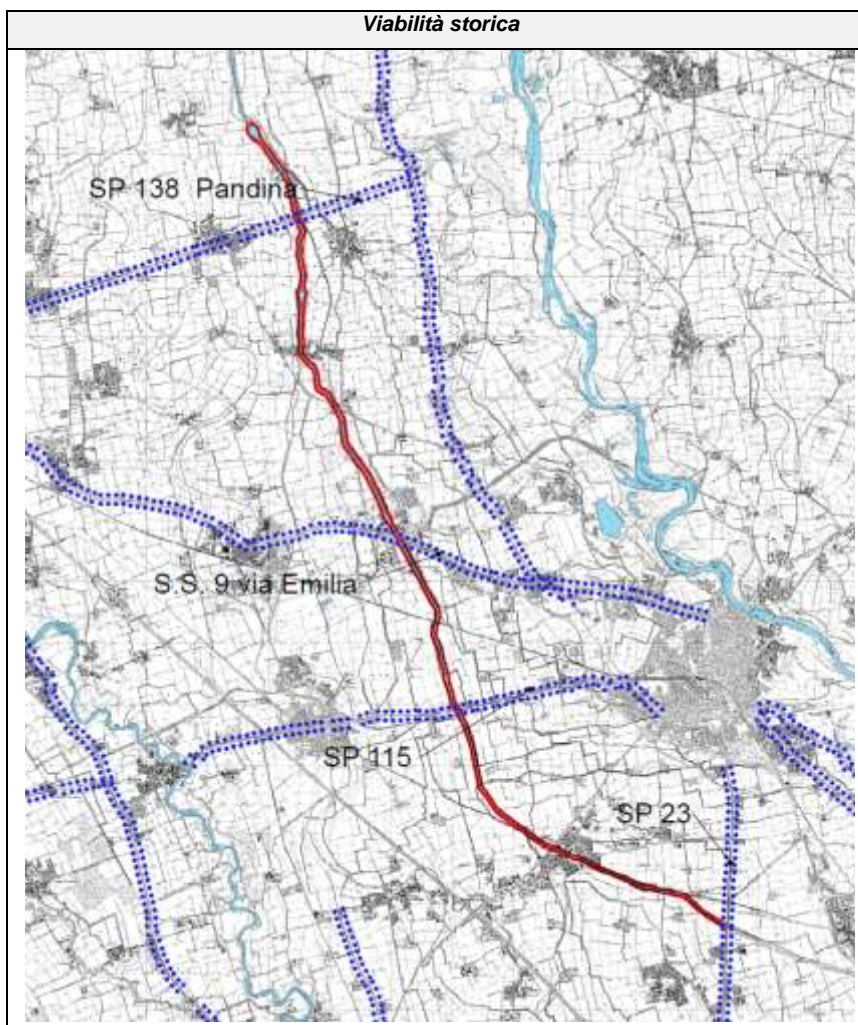 Viabilità storica
SP 138 Pandina
S.S. 9 via Emilia
SP 115
SP 23